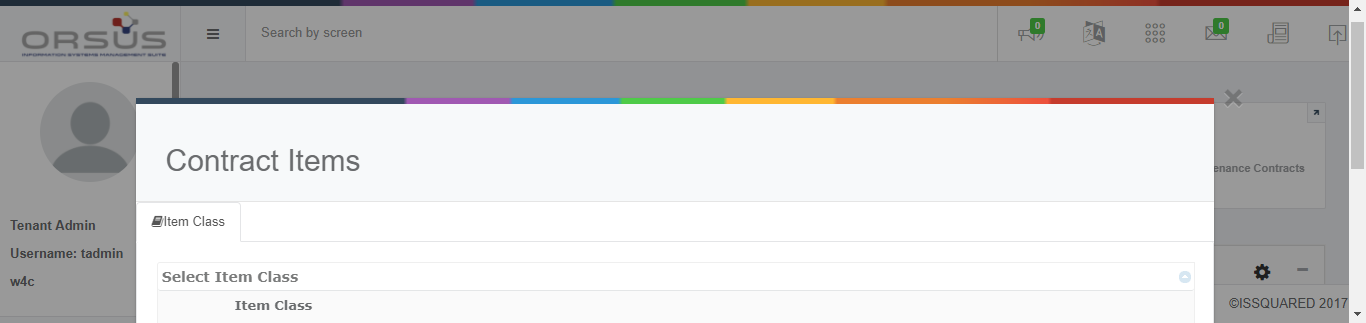 ORSUS
INFORMATION SYSTEMS MANAGEMENT SUITE
Search by screen
0
0
Contract Items
enance Contracts
Item Class
Tenant Admin
Username: tadmin
w4c
Select Item Class
Item Class
©ISSQUARED 2017